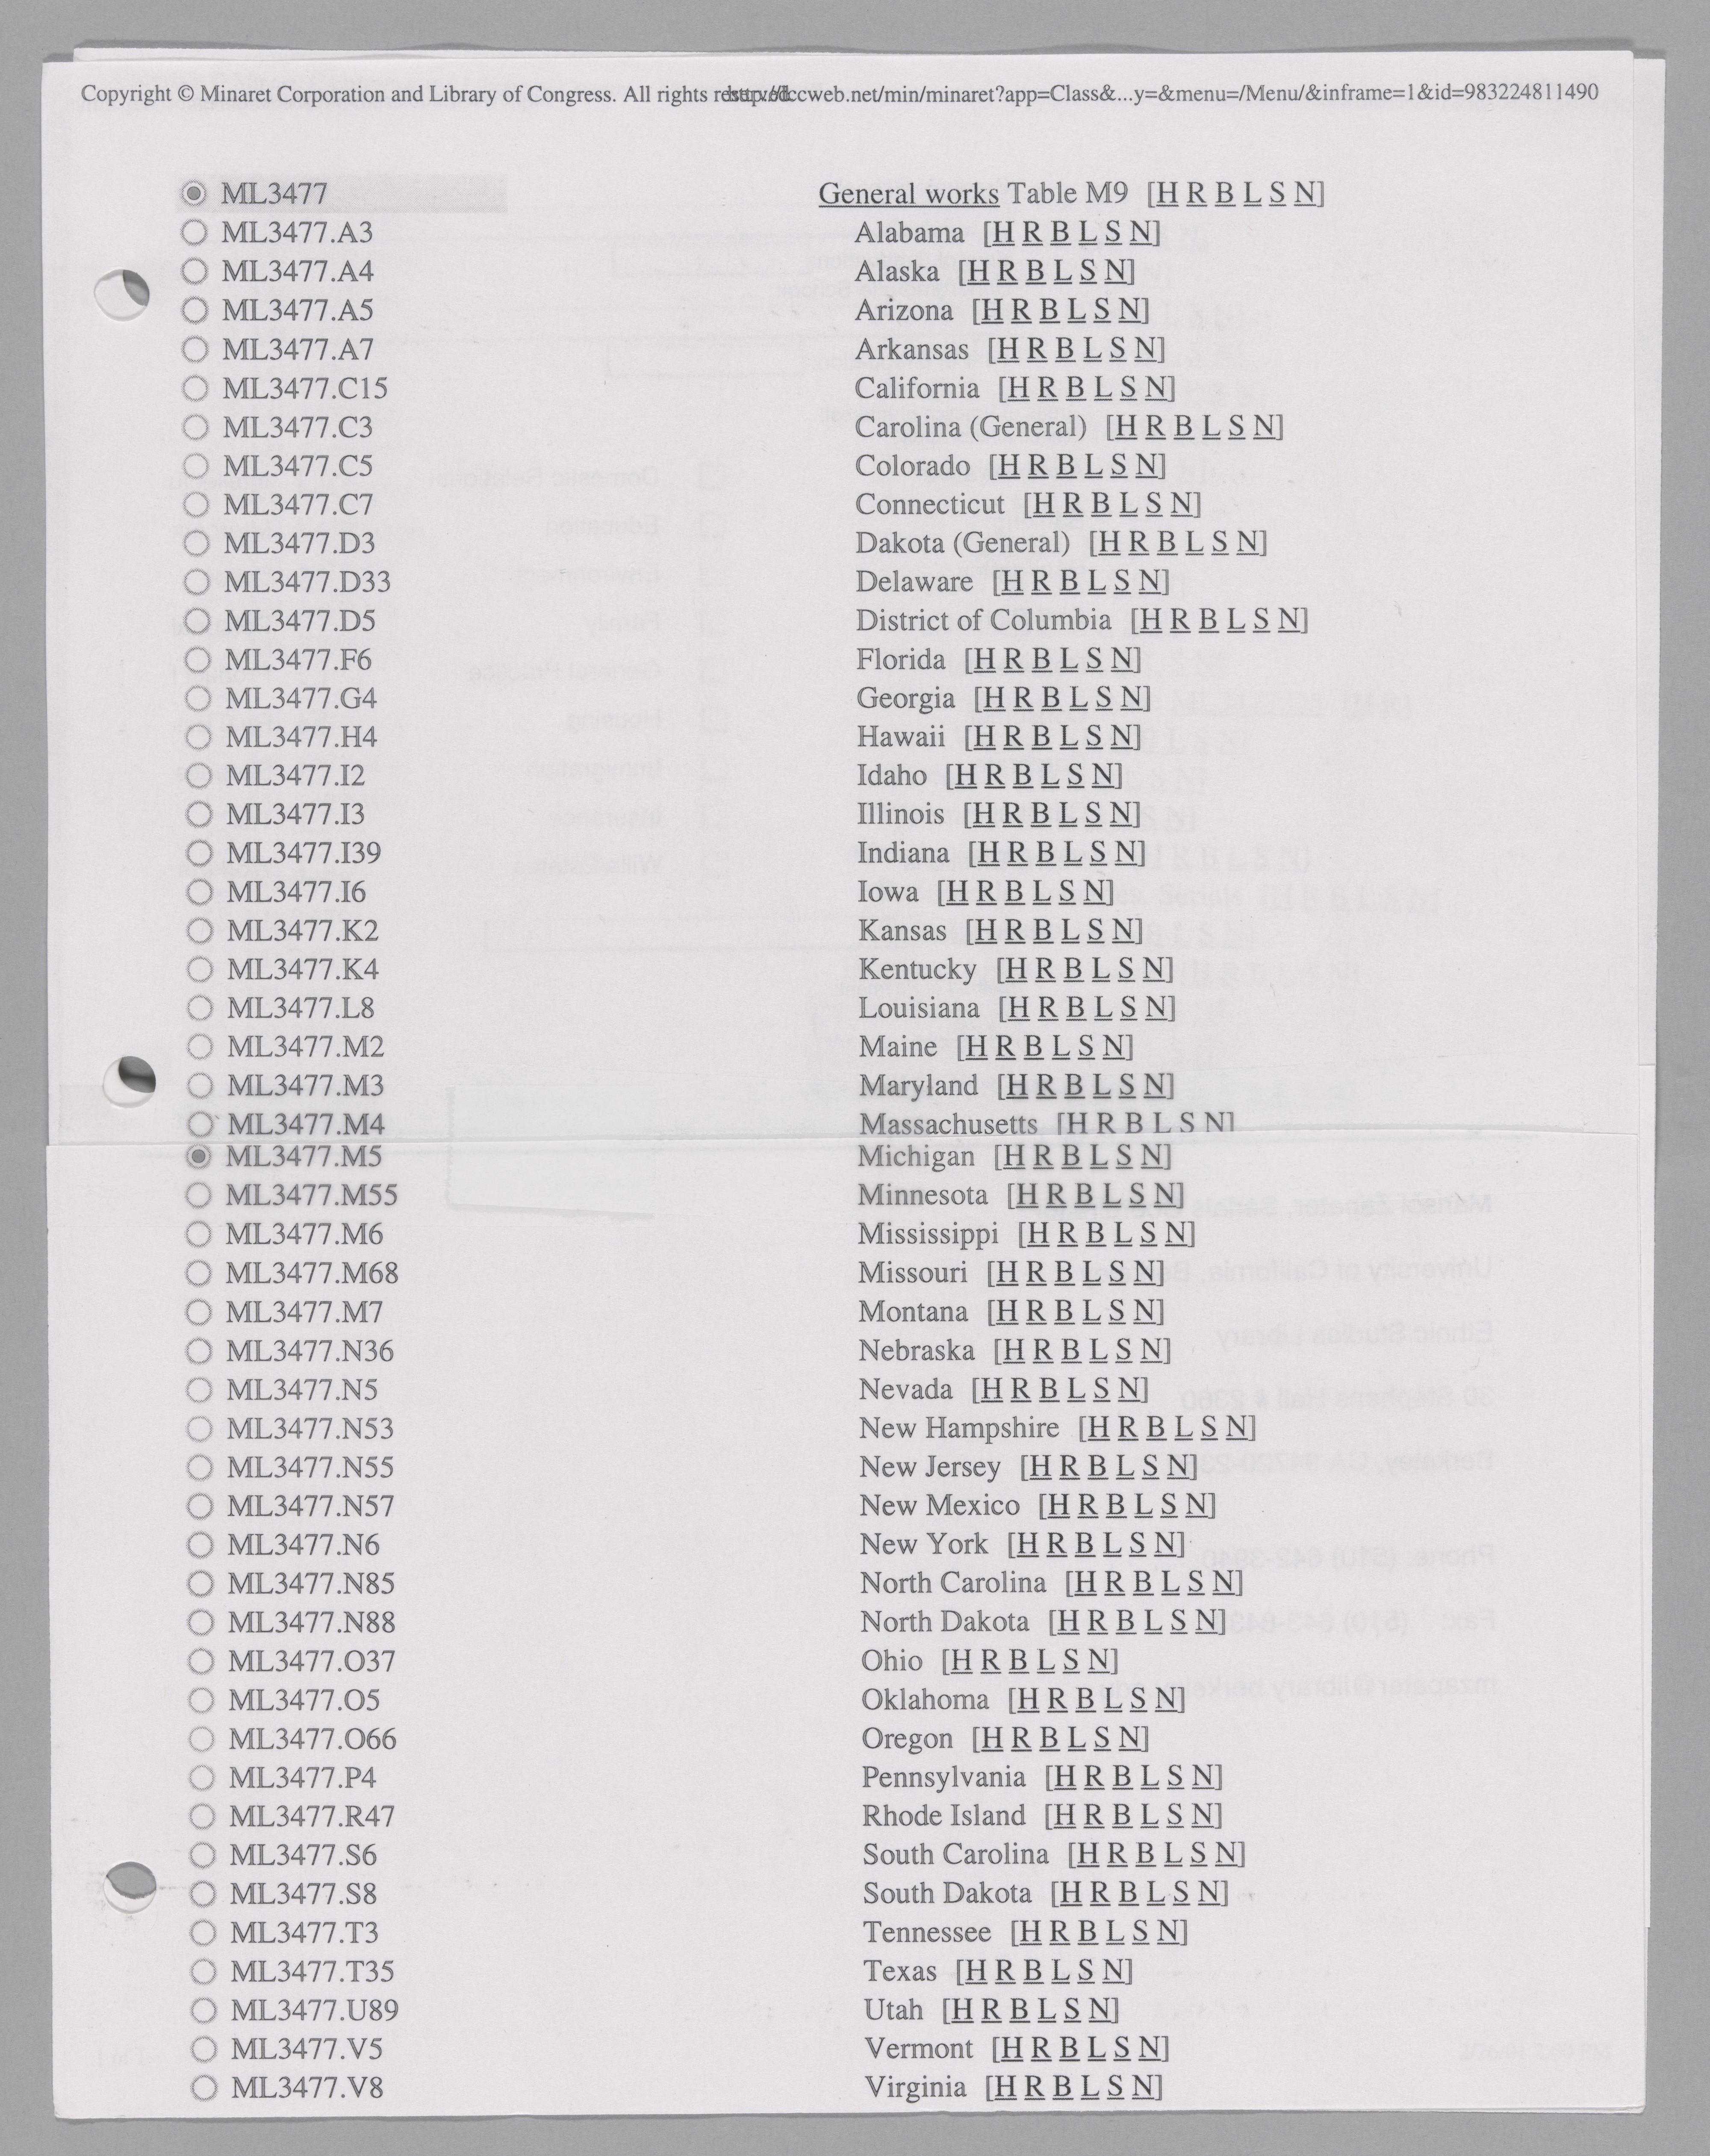 Copyright © Minaret Corporation and Library of Congress. All rights http://lccweb.net/min/minaret?app=Class&...y=&menu=/Menu/&inframe=1&id=983224811490
ML3477 General works Table M9 [H R B L S N]
ML3477.A3 Alabama [H R B L S N]
ML3477.A4 Alaska [H R B L S N]
ML3477.A5 Arizona [H R B L S N]
ML3477.A7 Arkansas [H R B L S N]
ML3477.C15 California [H R B L S N]
ML3477.C3 Carolina (General) [H R B L S N]
ML3477.C5 Colorado [H R B L S N]
ML3477.C7 Connecticut [H R B L S N]
ML3477.D3 Dakota (General) [H R B L S N]
ML3477.D33 Delaware [H R B L S N]
ML3477.D5 District of Columbia [H R B L S N]
ML3477.F6 Florida [H R B L S N]
ML3477.G4 Georgia [H R B L S N]
ML3477.H4 Hawaii [H R B L S N]
ML3477.I2 Idaho [H R B L S N]
ML3477.I3 Illinois [H R B L S N]
ML3477.I39 Indiana [H R B L S N]
ML3477.I6 Iowa [H R B L S N]
ML3477.K2 Kansas [H R B L S N]
ML3477.K4 Kentucky [H R B L S N]
ML3477.L8 Louisiana [H R B L S N]
ML3477.M2 Maine [H R B L S N]
ML3477.M3 Maryland [H R B L S N]
ML3477.M4 Massachusetts [H R B L S N]
ML3477.M5 Michigan [H R B L S N]
ML3477.M55 Minnesota [H R B L S N]
ML3477.M6 Mississippi [H R B L S N]
ML3477.M68 Missouri [H R B L S N]
ML3477.M7 Montana [H R B L S N]
ML3477.N36 Nebraska [H R B L S N]
ML3477.N5 Nevada [H R B L S N]
ML3477.N53 New Hampshire [H R B L S N]
ML3477.N55 New Jersey [H R B L S N]
ML3477.N57 New Mexico [H R B L S N]
ML3477.N6 New York [H R B L S N]
ML3477.N85 North Carolina [H R B L S N]
ML3477.N88 North Dakota [H R B L S N]
ML3477.O37 Ohio [H R B L S N]
ML3477.O5 Oklahoma [H R B L S N]
ML3477.O66 Oregon [H R B L S N]
ML3477.P4 Pennsylvania [H R B L S N]
ML3477.R47 Rhode Island [H R B L S N]
ML3477.S6 South Carolina [H R B L S N]
ML3477.S8 South Dakota [H R B L S N]
ML3477.T3 Tennessee [H R B L S N]
ML3477.T35 Texas [H R B L S N]
ML3477.U89 Utah [H R B L S N]
ML3477.V5 Vermont [H R B L S N]
ML3477.V8 Virginia [H R B L S N]